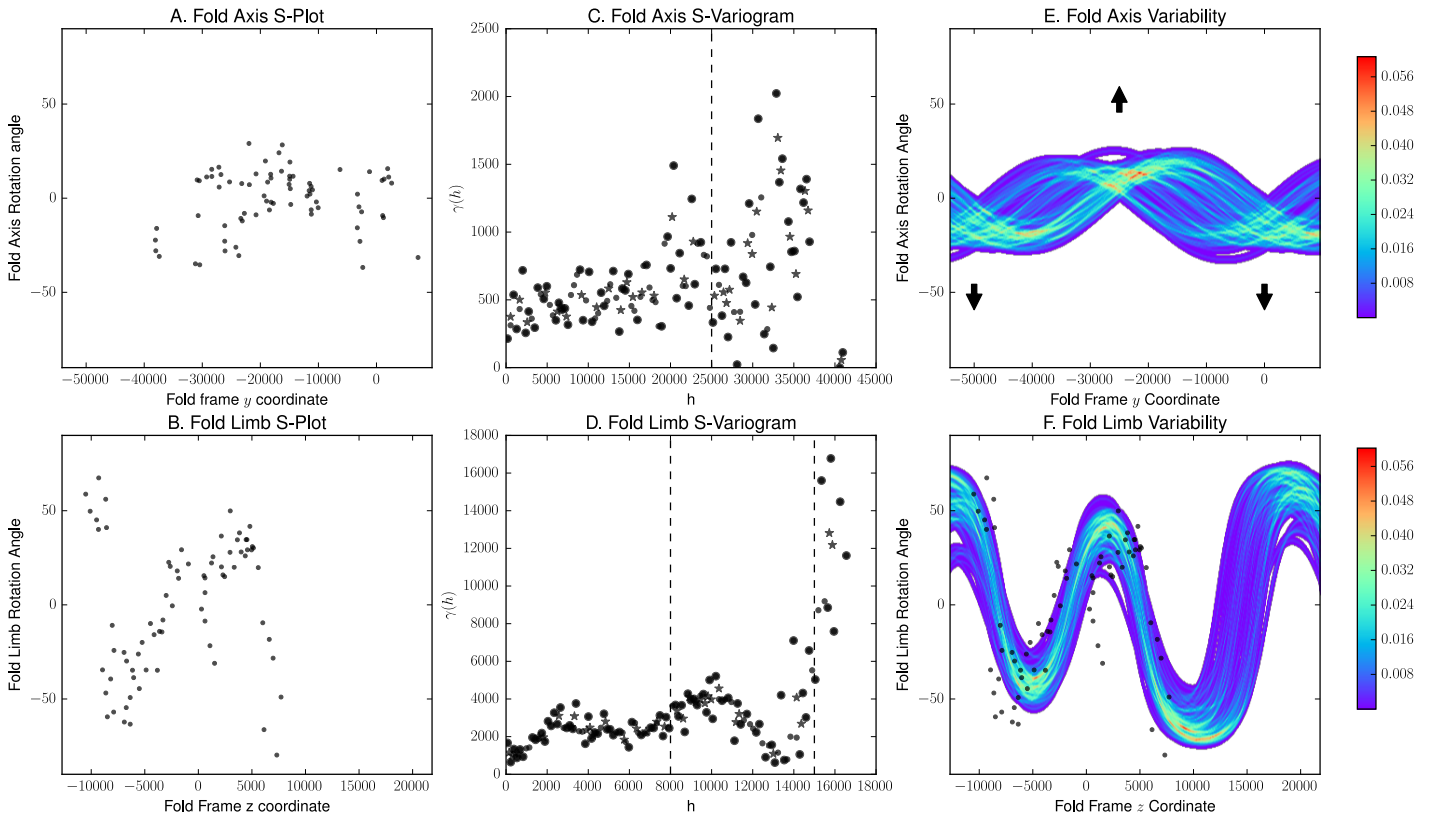 A. Fold Axis S-Plot
Fold Axis Rotation angle
50
0
−50
−50000 −40000 −30000 −20000 −10000 0
Fold frame y coordinate
C. Fold Axis S-Variogram
γ(h)
2500
2000
1500
1000
500
0
0 5000 10000 15000 20000 25000 30000 35000 40000 45000
h
E. Fold Axis Variability
Fold Axis Rotation Angle
50
0
−50
−50000 −40000 −30000 −20000 −10000 0
Fold Frame y Coordinate
0.056
0.048
0.040
0.032
0.024
0.016
0.008
B. Fold Limb S-Plot
Fold Limb Rotation Angle
50
0
−50
−10000 −5000 0 5000 10000 15000 20000
Fold Frame z coordinate
D. Fold Limb S-Variogram
γ(h)
18000
16000
14000
12000
10000
8000
6000
4000
2000
0
0 2000 4000 6000 8000 10000 12000 14000 16000 18000
h
F. Fold Limb Variability
Fold Limb Rotation Angle
50
0
−50
−10000 −5000 0 5000 10000 15000 20000
Fold Frame z Cordinate
0.056
0.048
0.040
0.032
0.024
0.016
0.008